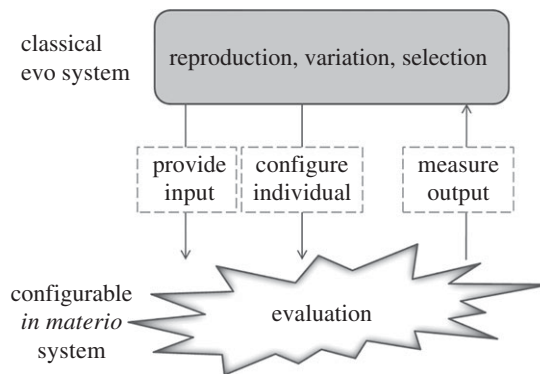 classical
evo system
reproduction, variation, selection
provide
input
configure
individual
measure
output
configurable
in materio
system
evaluation